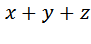 x + y + z